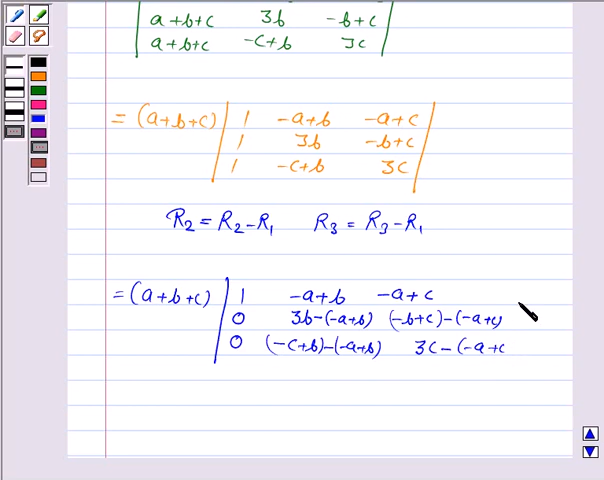 a+b+c 3b -b+c
a+b+c -c+b 3c
= (a+b+c) | 1 -a+b -a+c |
1 3b -b+c
1 -c+b 3c
R2 = R2-R1 R3 = R3-R1
= (a+b+c) | 1 -a+b -a+c
0 3b-(-a+b) (-b+c)-(-a+c)
0 (-c+b)-(-a+b) 3c-(-a+c